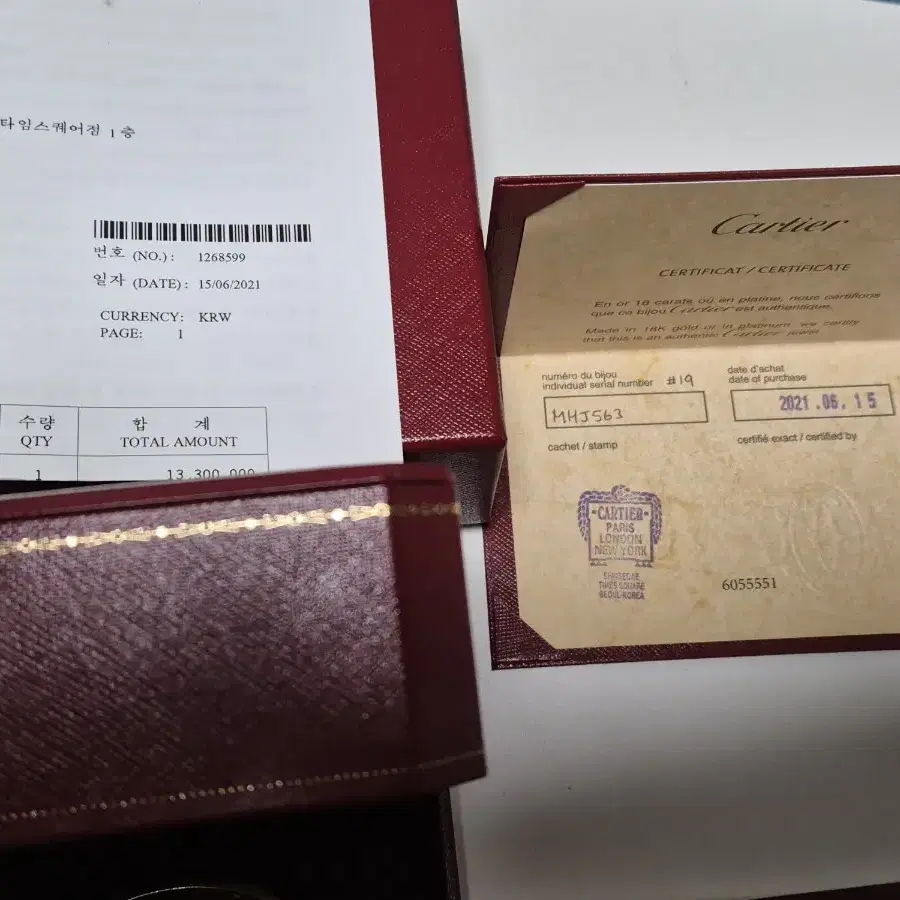 타임스퀘어점 1 층
번호 (NO.) : 1268599
일자 (DATE) : 15/06/2021
CURRENCY: KRW
PAGE: 1
수량 합 계
QTY TOTAL AMOUNT
1 13,300,000
Cartier
CERTIFICAT / CERTIFICATE
En or 18 carats ou en platine, nous certifions
que ce bijou Cartier est authentique.
Made in 18K gold or in platinum, we certify
that this is an authentic Cartier jewel.
numéro du bijou
individual serial number #19
MHJ563
date d'achat
date of purchase
2021.06.15
cachet / stamp
certifié exact / certified by
CARTIER
PARIS
LONDON
NEW YORK
TIMES SQUARE
SEOUL-KOREA
6055551